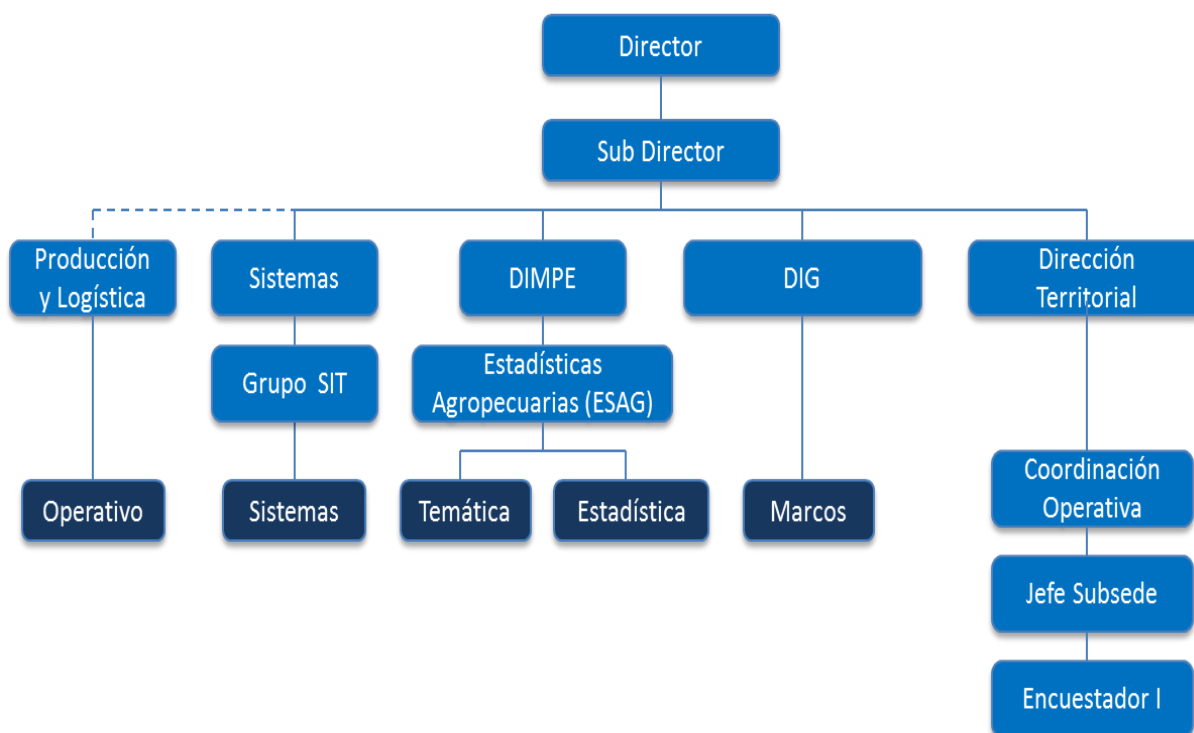 Director
Sub Director
Producción
y Logística
Sistemas
DIMPE
DIG
Dirección
Territorial
Grupo SIT
Estadísticas
Agropecuarias (ESAG)
Operativo
Sistemas
Temática
Estadística
Marcos
Coordinación
Operativa
Jefe Subsede
Encuestador I